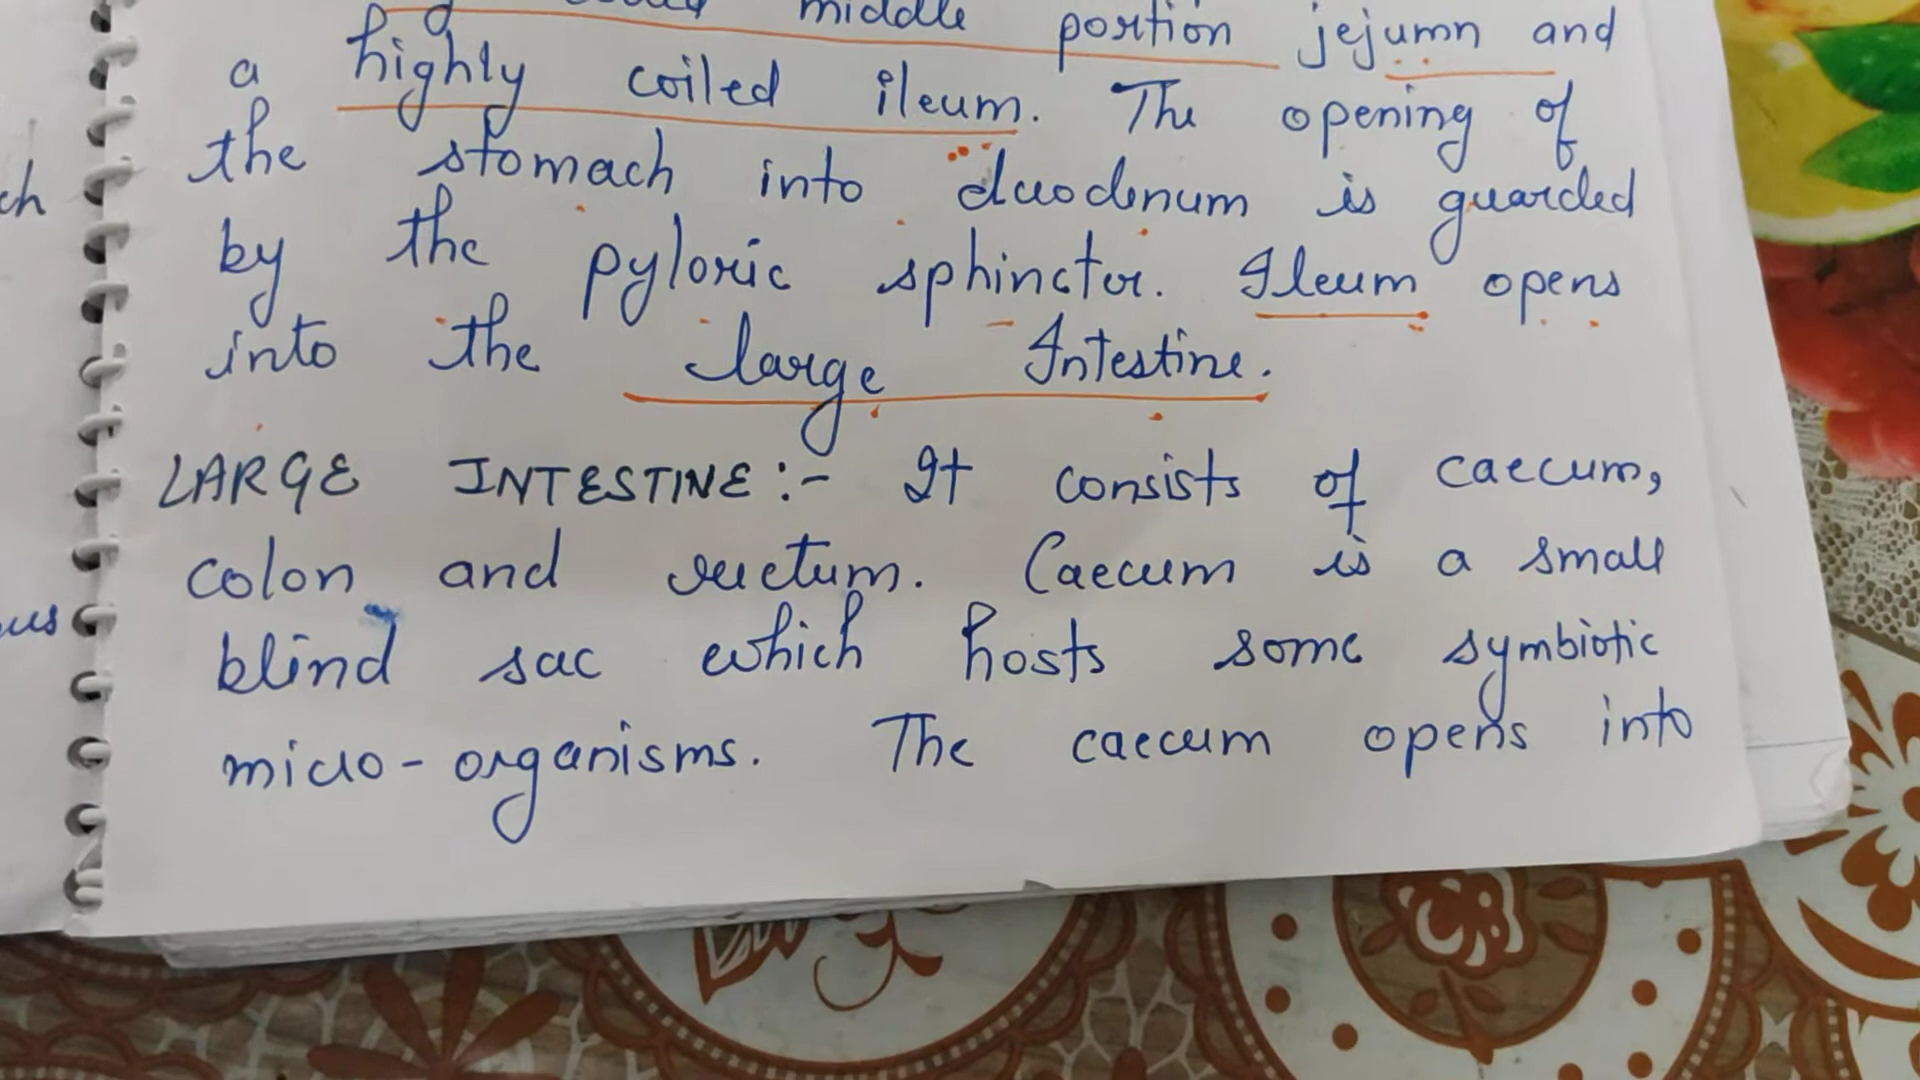 middle portion jejumn and
a highly coiled ileum. The opening of
the stomach into duodenum is guarded
by the pyloric sphincter. Ileum opens
into the large Intestine.
LARGE INTESTINE:- It consists of caecum,
colon and rectum. Caecum is a small
blind sac which hosts some symbiotic
micro-organisms. The caecum opens into